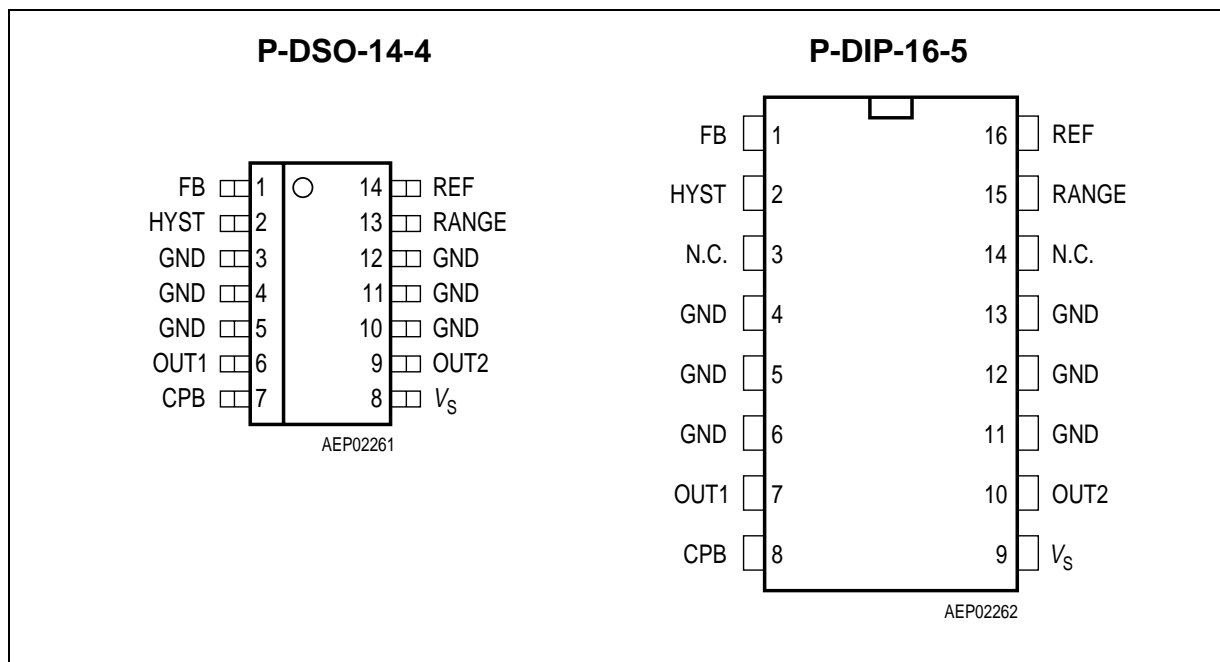 P-DSO-14-4
FB 1 14 REF
HYST 2 13 RANGE
GND 3 12 GND
GND 4 11 GND
GND 5 10 GND
OUT1 6 9 OUT2
CPB 7 8 VS
AEP02261
P-DIP-16-5
FB 1 16 REF
HYST 2 15 RANGE
N.C. 3 14 N.C.
GND 4 13 GND
GND 5 12 GND
GND 6 11 GND
OUT1 7 10 OUT2
CPB 8 9 VS
AEP02262